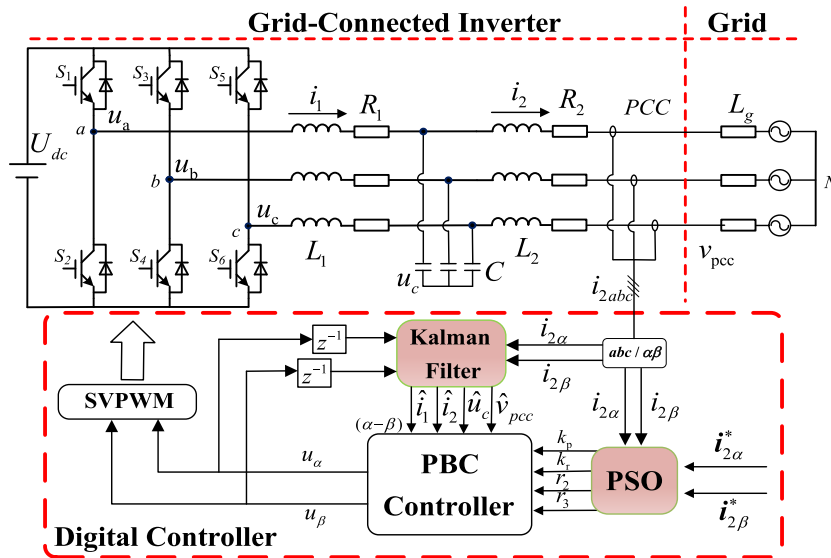 Grid-Connected Inverter
Grid
S1 S3 S5
i1 R1 i2 R2 PCC Lg
a ua
Udc
b ub
N
c uc
S2 S4 S6
L1 uc C L2 vpcc
i2abc
z⁻¹
Kalman Filter
i2α
abc / αβ
z⁻¹
i2β
SVPWM
î1 î2 ûc v̂pcc
i2α i2β
(α−β)
uα
PBC Controller
kp
kr
r2
r3
PSO
i*2α
uβ
i*2β
Digital Controller